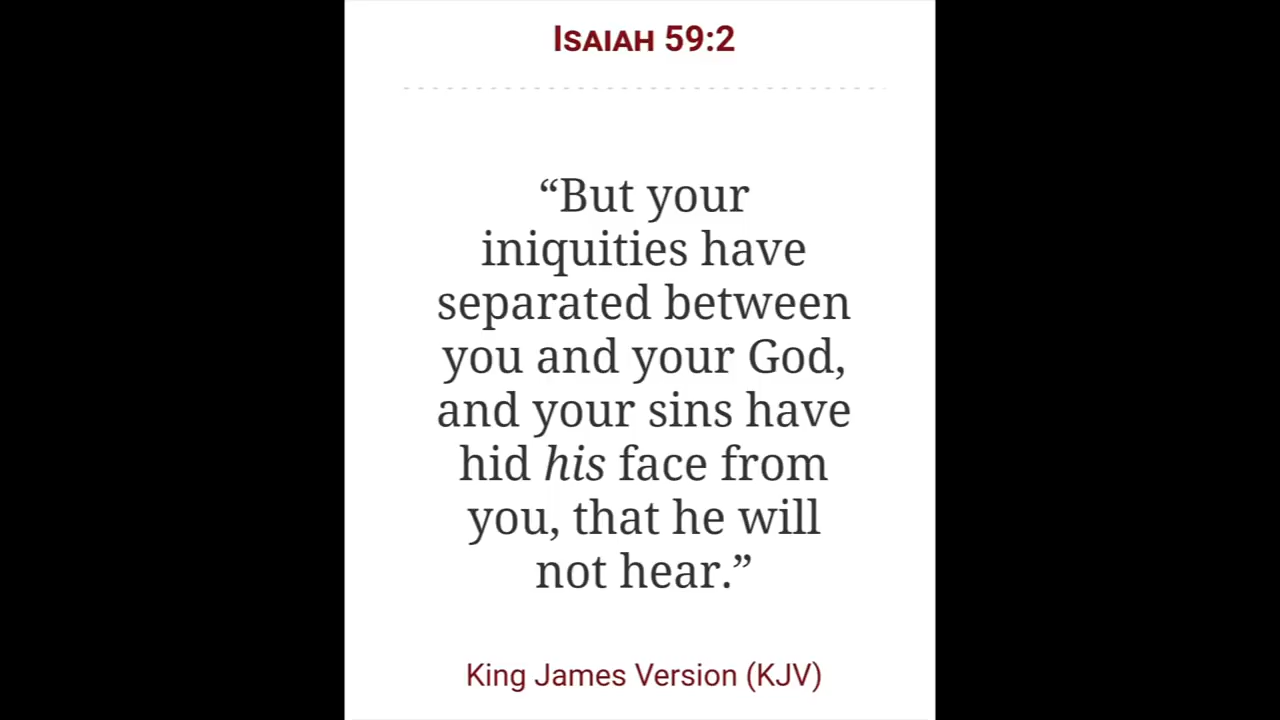 Isaiah 59:2
“But your
iniquities have
separated between
you and your God,
and your sins have
hid his face from
you, that he will
not hear.”
King James Version (KJV)